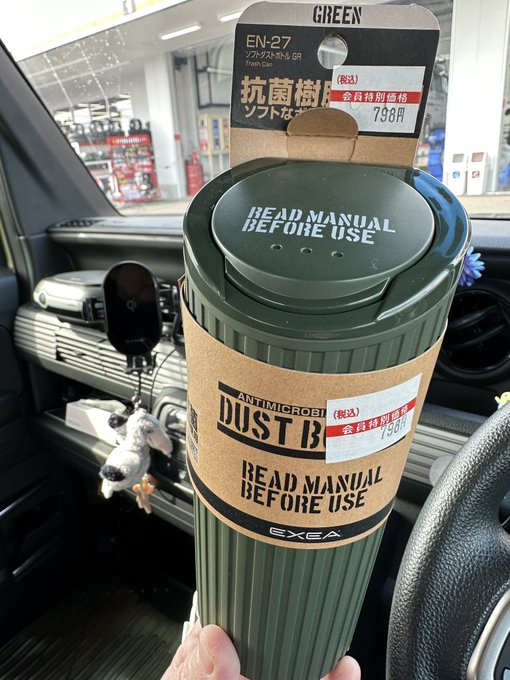 GREEN
EN-27
ソフトダストボトル GR
Trash Can
抗菌樹
ソフトな
(税込)
会員特別価格
798円
READ MANUAL
BEFORE USE
ANTIMICROBI
DUST B
(税込)
会員特別価格
798円
READ MANUAL
BEFORE USE
EXEA